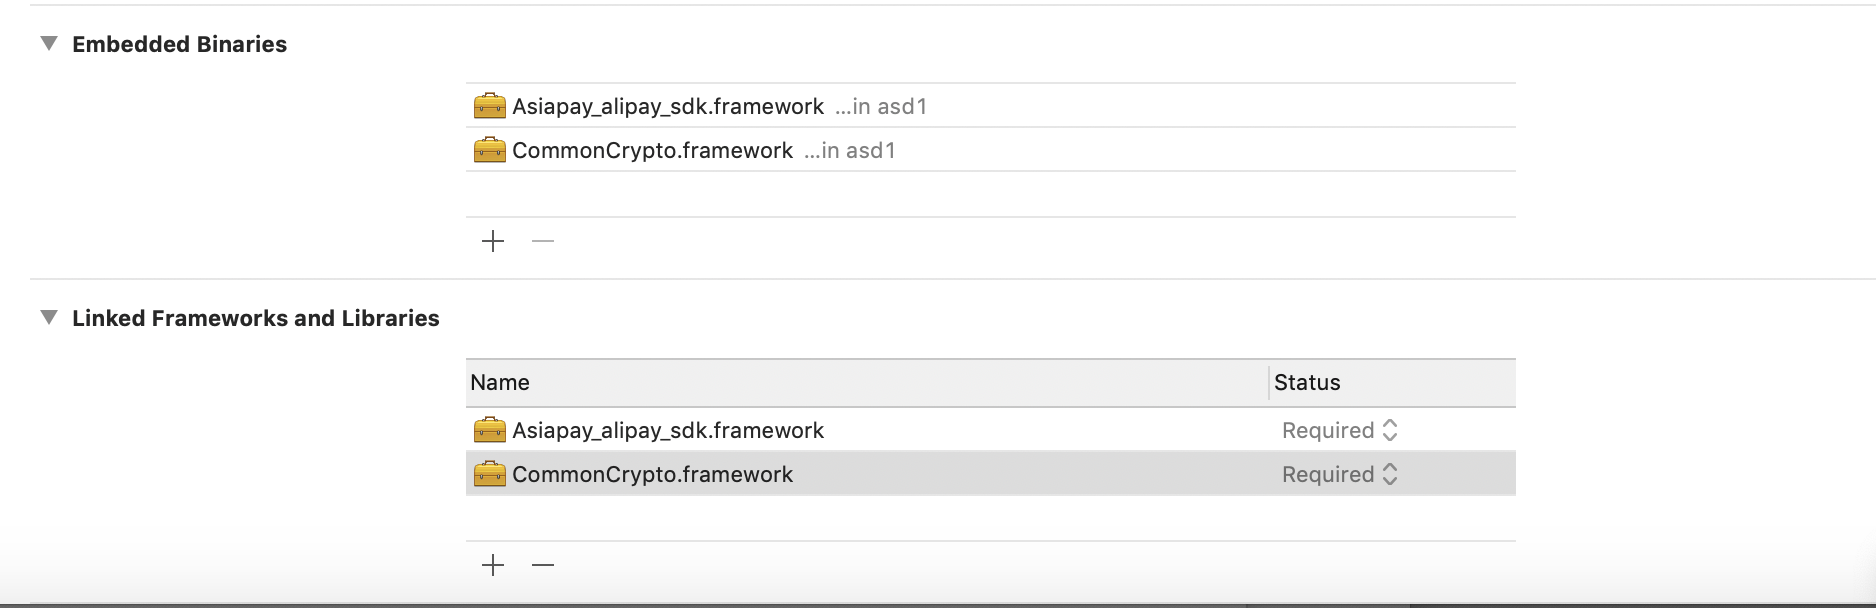 Embedded Binaries
Asiapay_alipay_sdk.framework ...in asd1
CommonCrypto.framework ...in asd1
Linked Frameworks and Libraries
Name Status
Asiapay_alipay_sdk.framework Required
CommonCrypto.framework Required